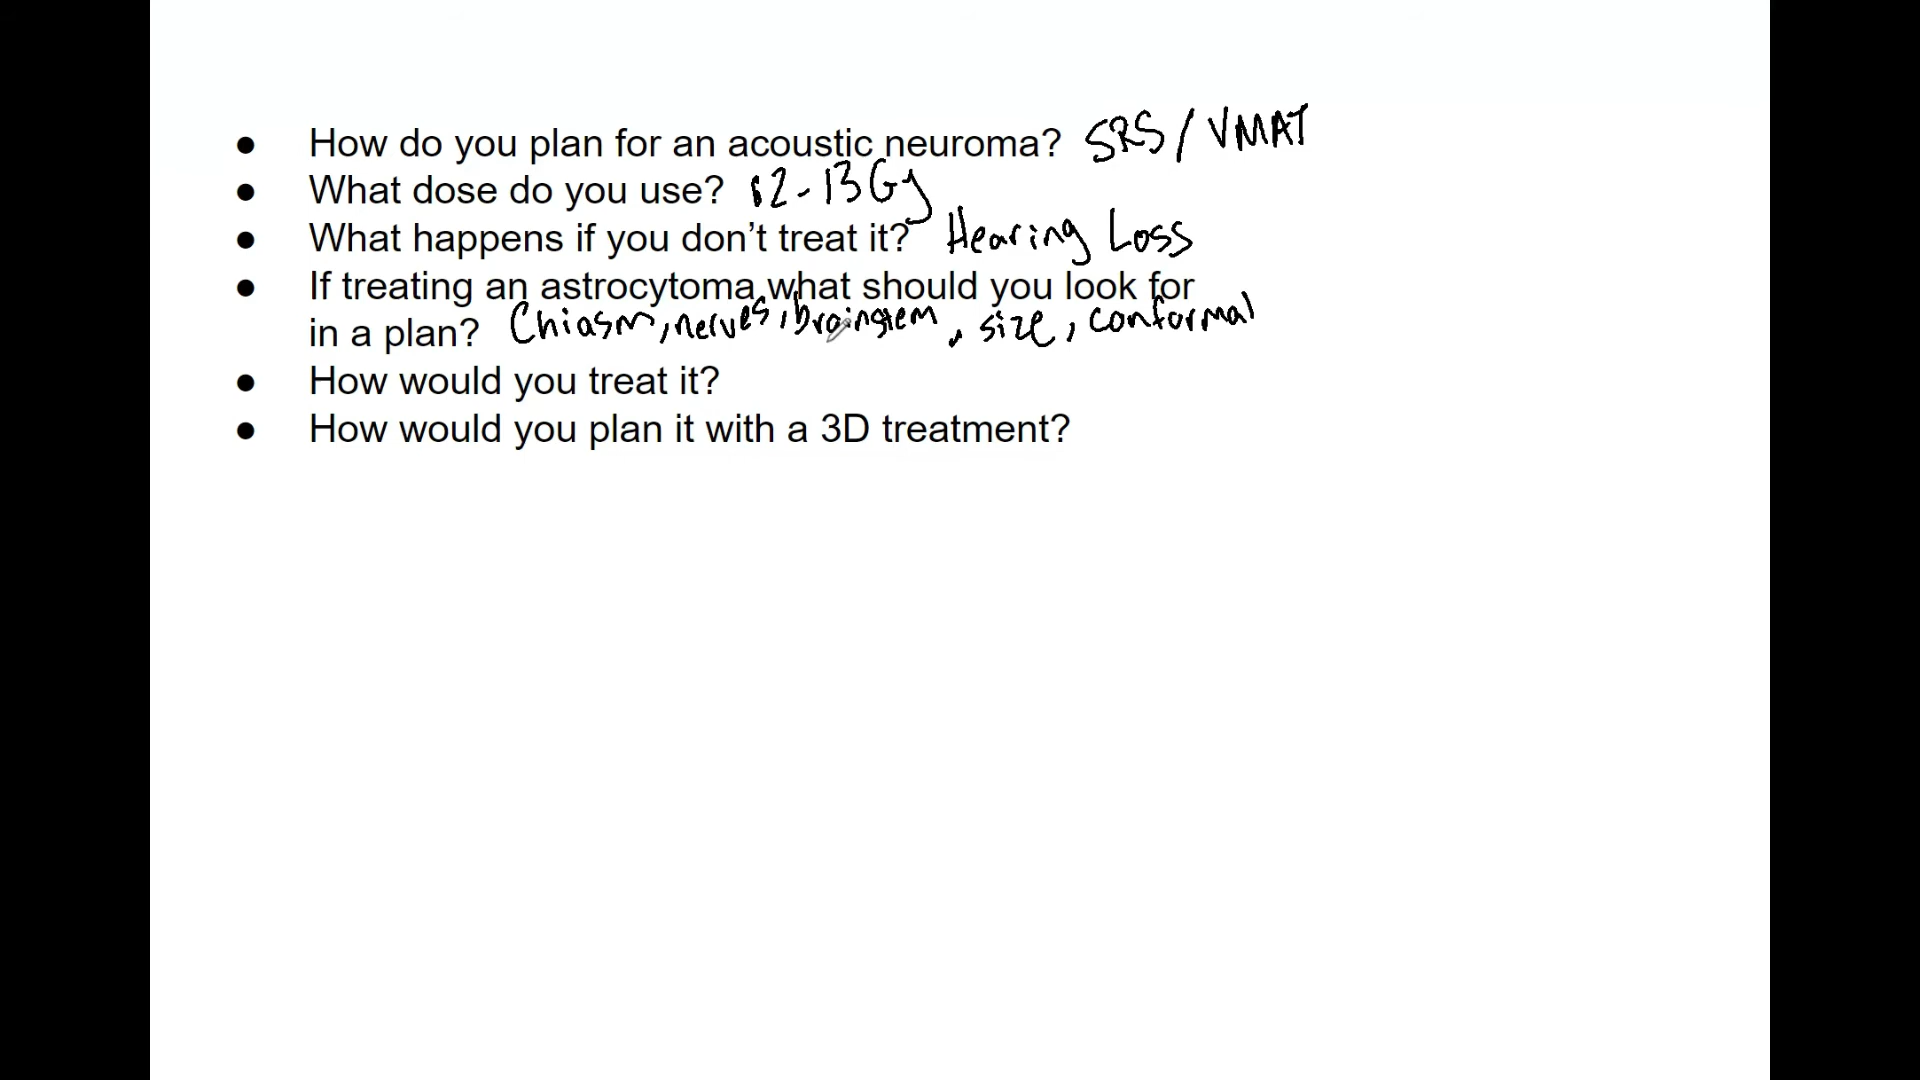 ● How do you plan for an acoustic neuroma? SRS / VMAT
● What dose do you use? 12-13Gy
● What happens if you don’t treat it? Hearing Loss
● If treating an astrocytoma what should you look for
in a plan? Chiasm, nerves, brainstem, size, conformal
● How would you treat it?
● How would you plan it with a 3D treatment?